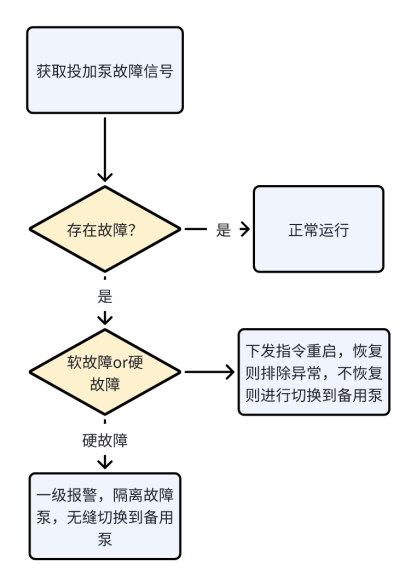 获取投加泵故障信号
存在故障？
是
正常运行
是
软故障or硬
故障
下发指令重启，恢复
则排除异常，不恢复
则进行切换到备用泵
硬故障
一级报警，隔离故障
泵，无缝切换到备用
泵